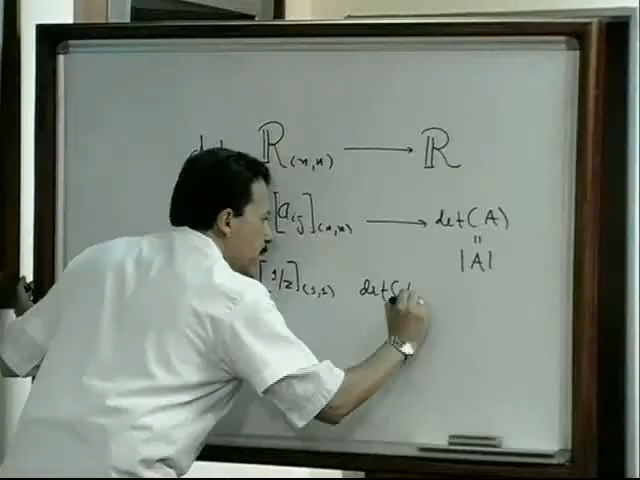 ℝ(n,n) → ℝ
[aij](n,n) → det(A)
"
|A|
[1/2](1,1) det(